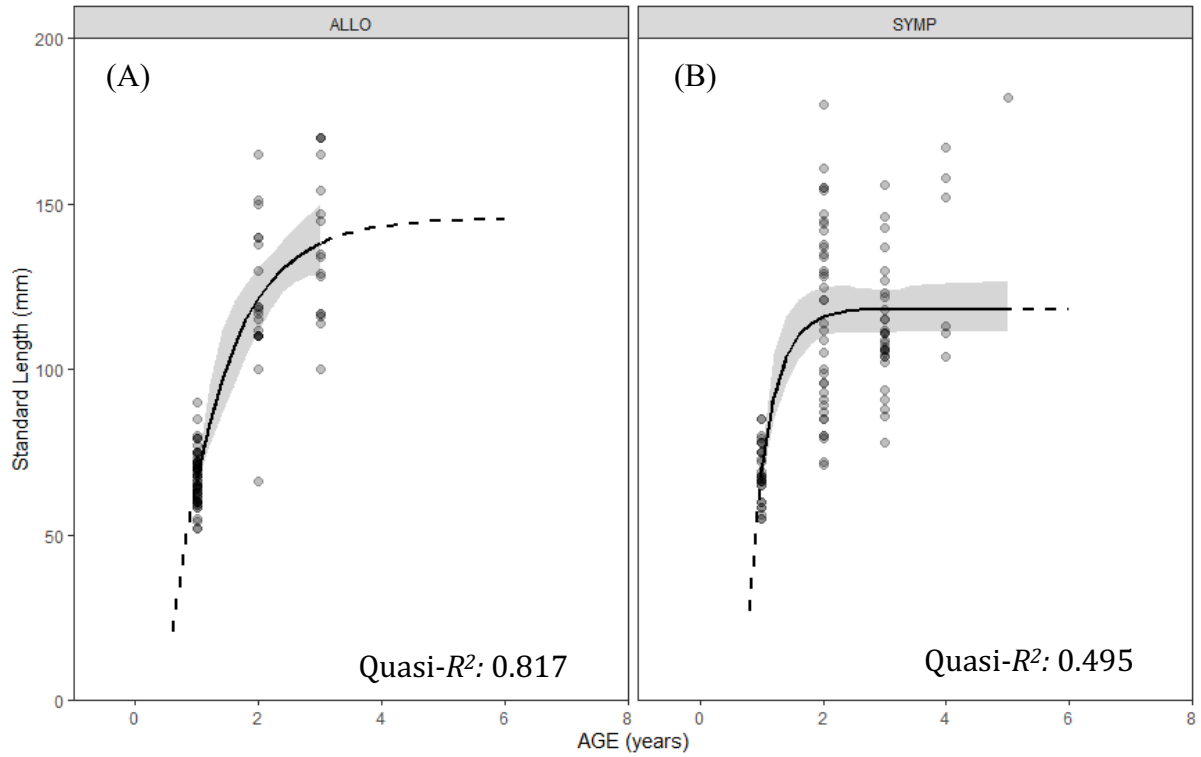 ALLO
SYMP
(A)
(B)
200
150
100
50
0
Standard Length (mm)
Quasi-R²: 0.817
Quasi-R²: 0.495
0 2 4 6 8
0 2 4 6 8
AGE (years)